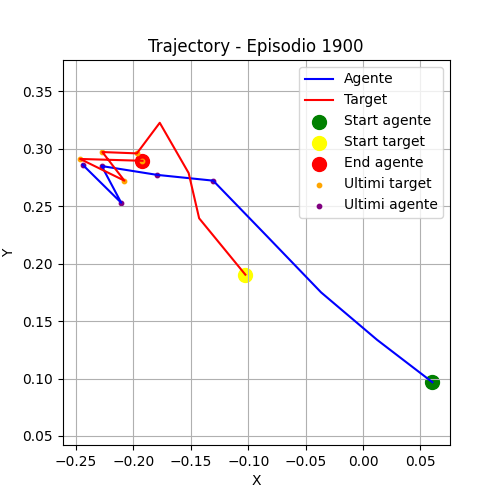 Trajectory - Episodio 1900
Agente
Target
Start agente
Start target
End agente
Ultimi target
Ultimi agente
Y
0.35
0.30
0.25
0.20
0.15
0.10
0.05
−0.25 −0.20 −0.15 −0.10 −0.05 0.00 0.05
X